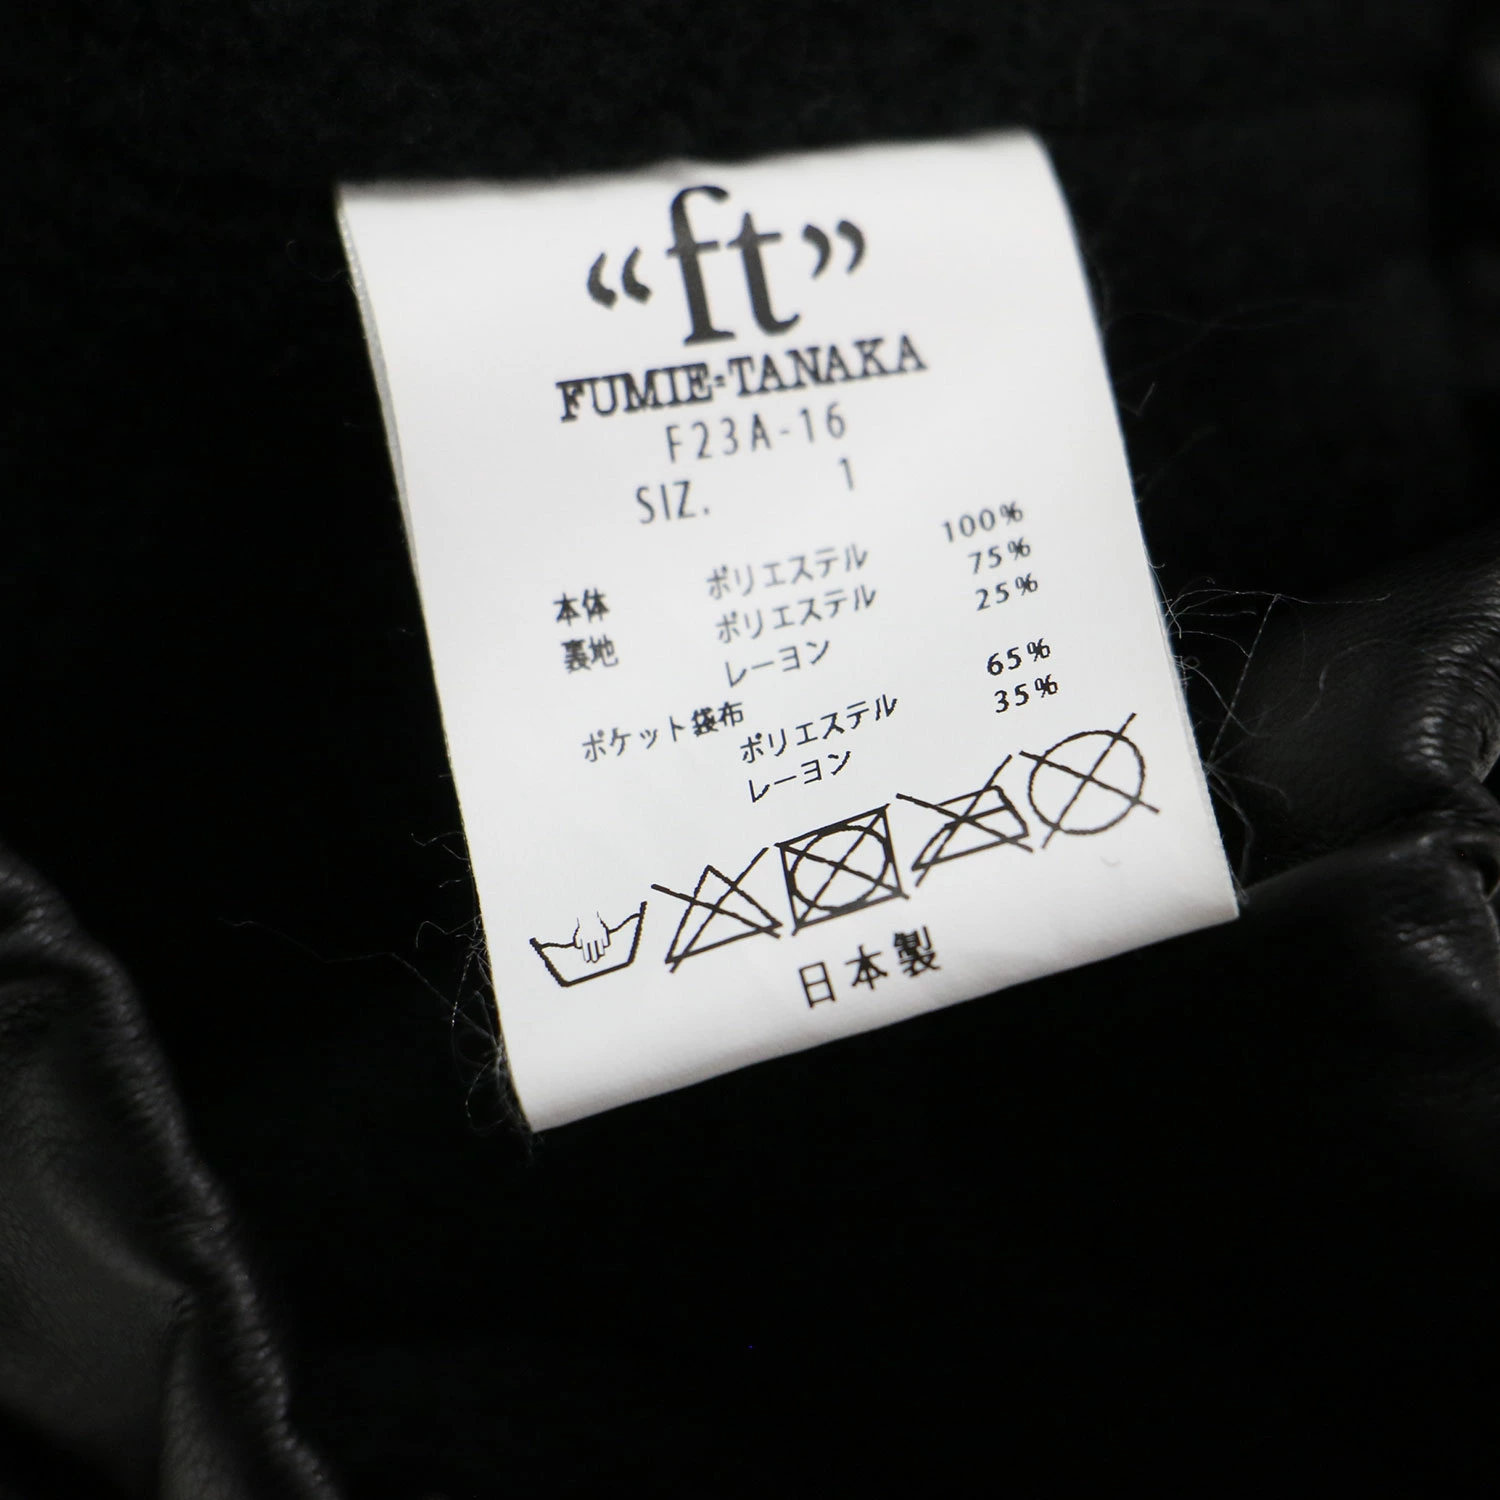 “ft”
FUMIE=TANAKA
F23A-16
SIZ. 1
本体 ポリエステル 100%
裏地 ポリエステル 75%
レーヨン 25%
ポケット袋布
ポリエステル 65%
レーヨン 35%
日本製